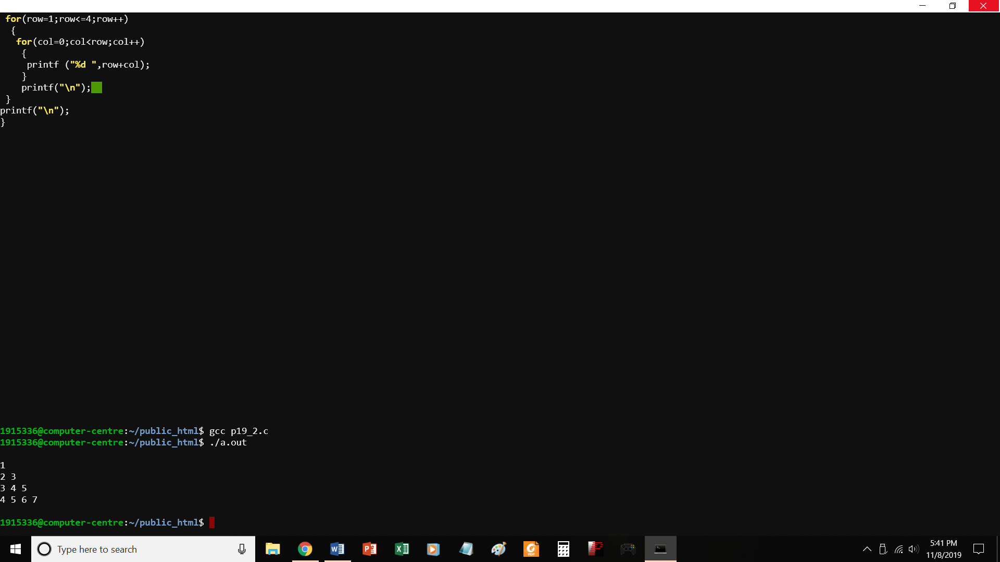 for(row=1;row<=4;row++)
{
for(col=0;col<row;col++)
{
printf ("%d ",row+col);
}
printf("\n");
}
printf("\n");
}
1915336@computer-centre:~/public_html$ gcc p19_2.c
1915336@computer-centre:~/public_html$ ./a.out
1
2 3
3 4 5
4 5 6 7
1915336@computer-centre:~/public_html$
Type here to search
5:41 PM
11/8/2019